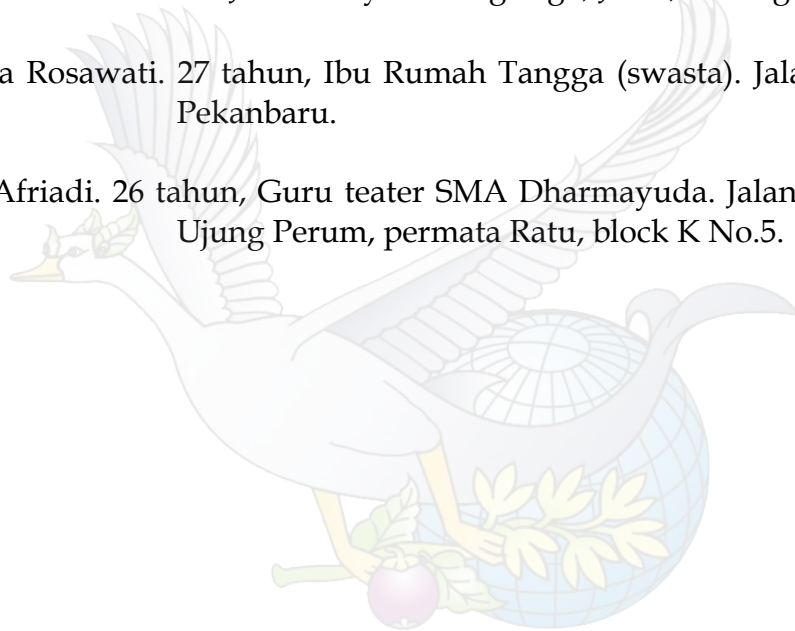 a Rosawati. 27 tahun, Ibu Rumah Tangga (swasta).
Pekanbaru.
Afriadi. 26 tahun, Guru teater SMA Dharmayuda. Jalan
Ujung Perum, permata Ratu, block K No.5.